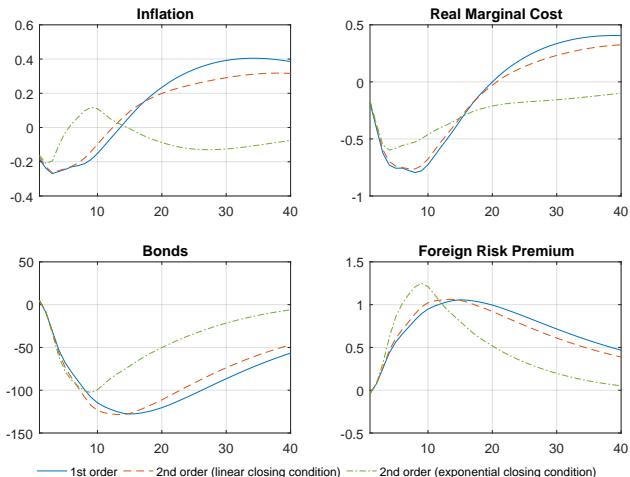 Inflation
0.6
0.4
0.2
0
-0.2
-0.4
10 20 30 40
Real Marginal Cost
0.5
0
-0.5
-1
10 20 30 40
Bonds
50
0
-50
-100
-150
10 20 30 40
Foreign Risk Premium
1.5
1
0.5
0
-0.5
10 20 30 40
1st order 2nd order (linear closing condition) 2nd order (exponential closing condition)